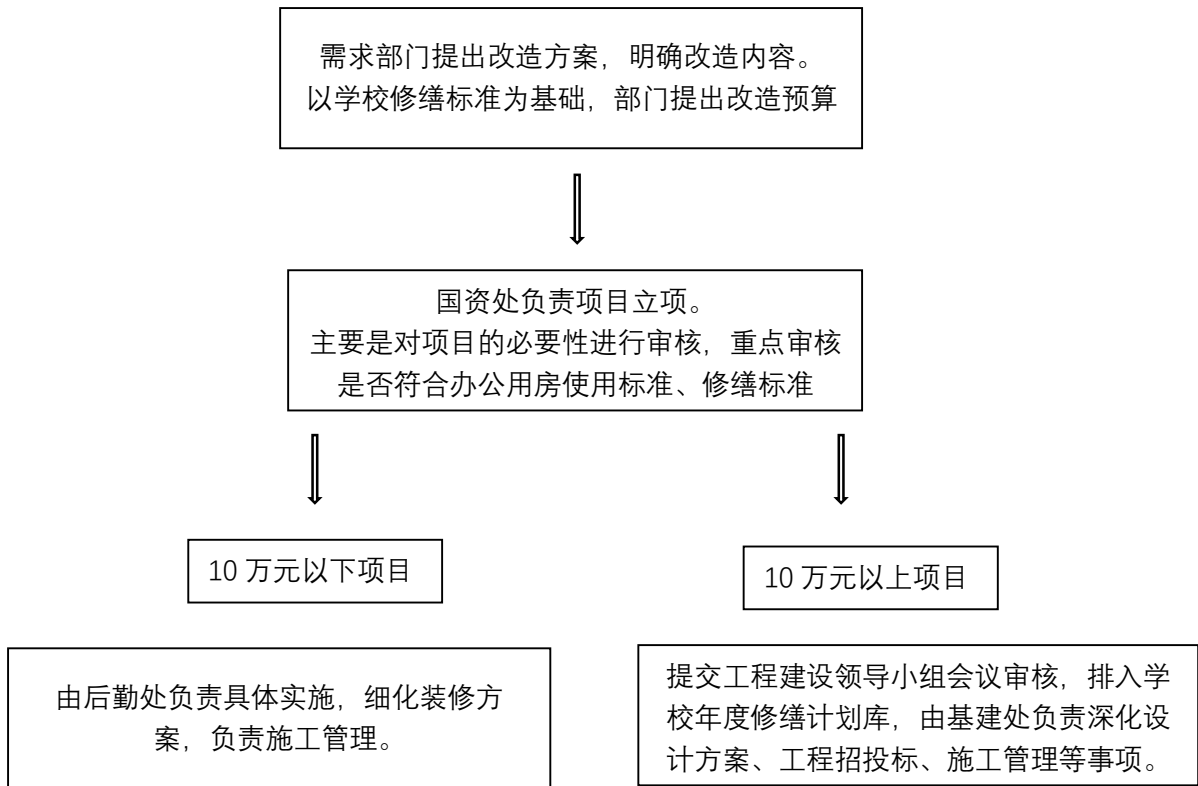 需求部门提出改造方案，明确改造内容。
以学校修缮标准为基础，部门提出改造预算
国资处负责项目立项。
主要是对项目的必要性进行审核，重点审核
是否符合办公用房使用标准、修缮标准
10 万元以下项目
10 万元以上项目
由后勤处负责具体实施，细化装修方
案，负责施工管理。
提交工程建设领导小组会议审核，排入学
校年度修缮计划库，由基建处负责深化设
计方案、工程招投标、施工管理等事项。